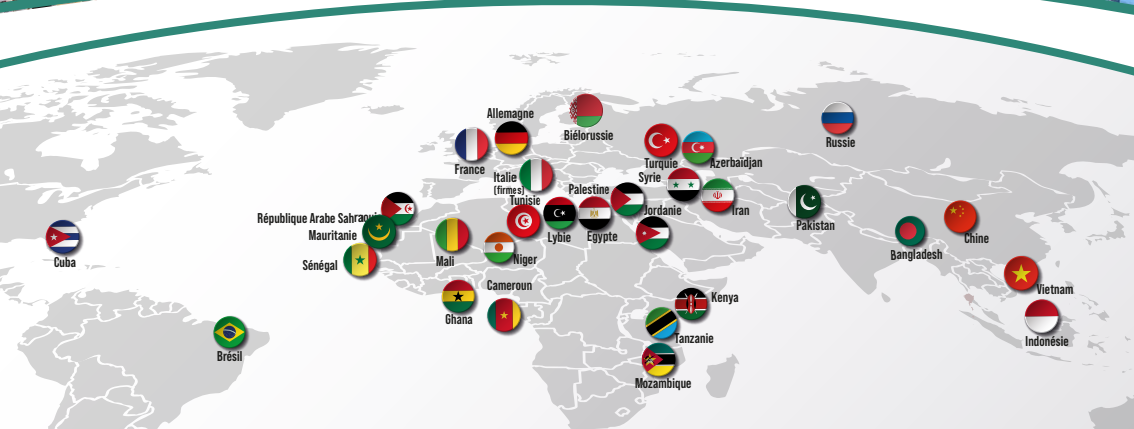 Allemagne
Biélorussie
Russie
France
Turquie
Azerbaïdjan
Italie
(firmes)
Syrie
Palestine
Tunisie
Iran
République Arabe
Jordanie
Pakistan
Mauritanie
Lybie
Egypte
Chine
Cuba
Sénégal
Mali
Niger
Bangladesh
Cameroun
Vietnam
Kenya
Ghana
Tanzanie
Indonésie
Brésil
Mozambique